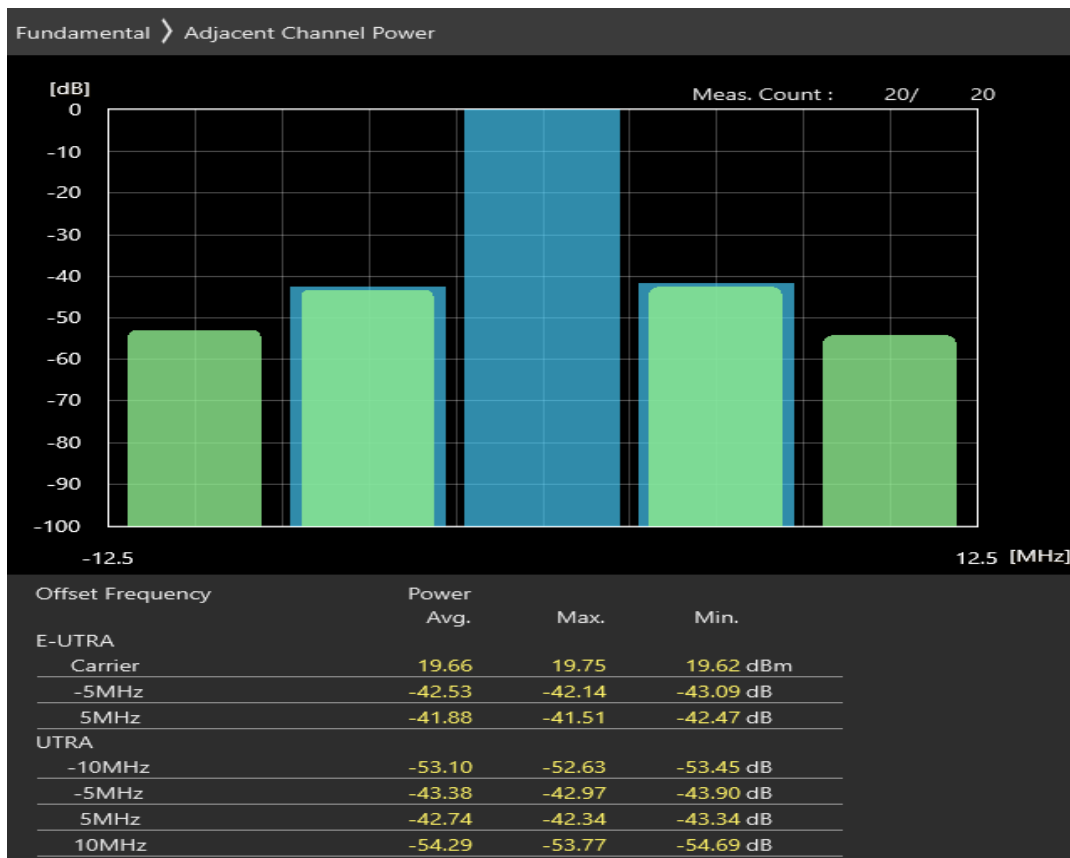 Fundamental 》 Adjacent Channel Power
[dB]
Meas. Count : 20/ 20
0
-10
-20
-30
-40
-50
-60
-70
-80
-90
-100
-12.5 12.5 [MHz]
Offset Frequency Power
Avg. Max. Min.
E-UTRA
Carrier 19.66 19.75 19.62 dBm
-5MHz -42.53 -42.14 -43.09 dB
5MHz -41.88 -41.51 -42.47 dB
UTRA
-10MHz -53.10 -52.63 -53.45 dB
-5MHz -43.38 -42.97 -43.90 dB
5MHz -42.74 -42.34 -43.34 dB
10MHz -54.29 -53.77 -54.69 dB